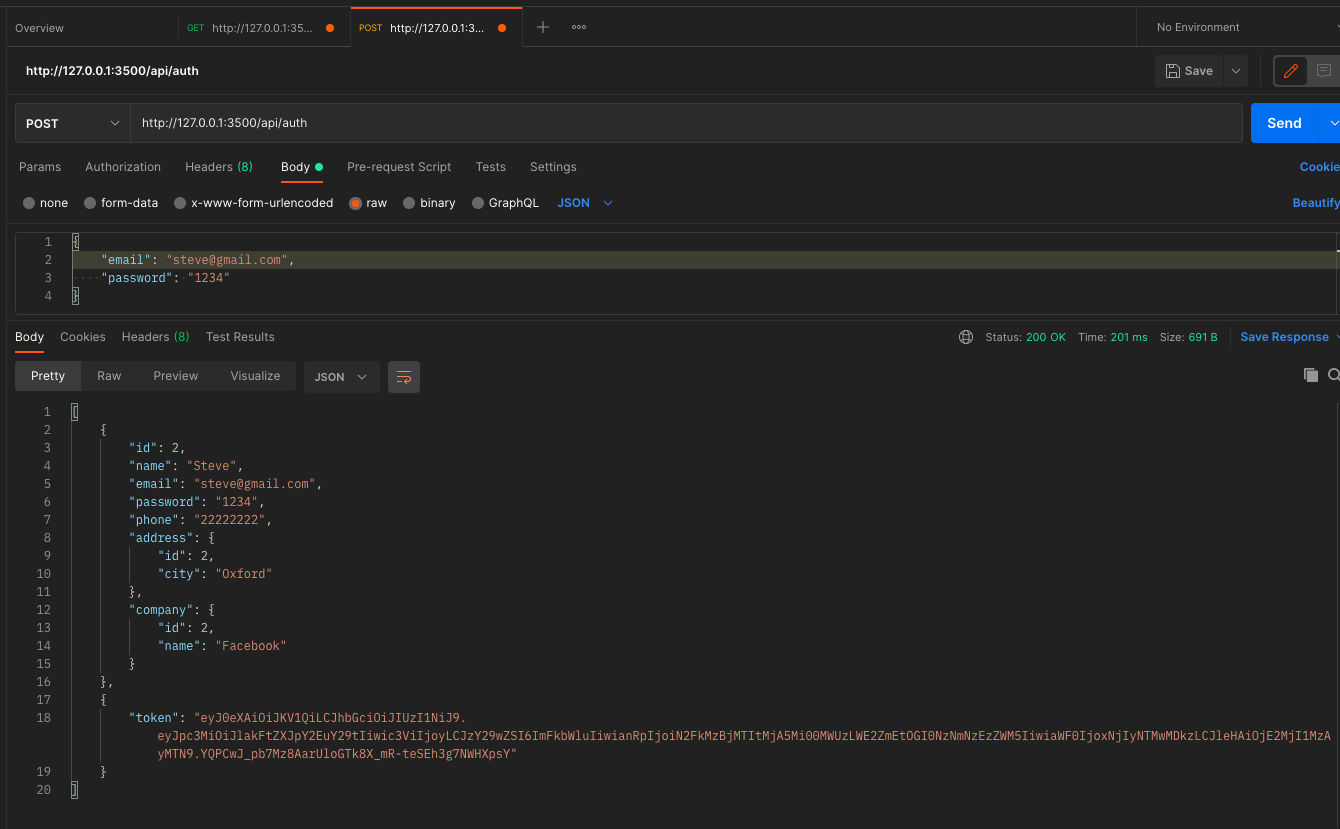 Overview
GET http://127.0.0.1:35...
POST http://127.0.0.1:3...
No Environment
http://127.0.0.1:3500/api/auth
Save
POST
http://127.0.0.1:3500/api/auth
Send
Params Authorization Headers (8) Body Pre-request Script Tests Settings Cookie
none form-data x-www-form-urlencoded raw binary GraphQL JSON Beautify
1 {
2 "email": "steve@gmail.com",
3 "password": "1234"
4 }
Body Cookies Headers (8) Test Results Status: 200 OK Time: 201 ms Size: 691 B Save Response
Pretty Raw Preview Visualize JSON
1 [
2 {
3 "id": 2,
4 "name": "Steve",
5 "email": "steve@gmail.com",
6 "password": "1234",
7 "phone": "22222222",
8 "address": {
9 "id": 2,
10 "city": "Oxford"
11 },
12 "company": {
13 "id": 2,
14 "name": "Facebook"
15 }
16 },
17 {
18 "token": "eyJ0eXAiOiJKV1QiLCJhbGciOiJIUzI1NiJ9.
eyJpc3MiOiJlakFtZXJpY2EuY29tIiwic3ViIjoyLCJzY29wZSI6ImFkbWluIiwianRpIjoiN2FkMzBjMTItMjA5Mi00MWUzLWE2ZmEtOGI0NzNmNzEzZWM5IiwiaWF0IjoxNjIyNTMwMDkzLCJleHAiOjE2MjI1MzA
yMTN9.YQPCwJ_pb7Mz8AarUloGTk8X_mR-teSEh3g7NWHXpsY"
19 }
20 ]